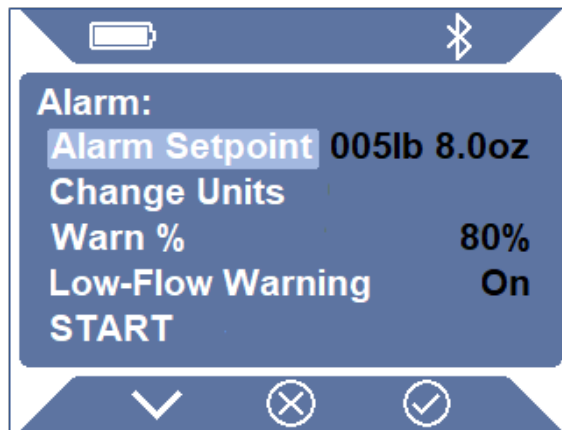 Alarm:
Alarm Setpoint 005lb 8.0oz
Change Units
Warn % 80%
Low-Flow Warning On
START